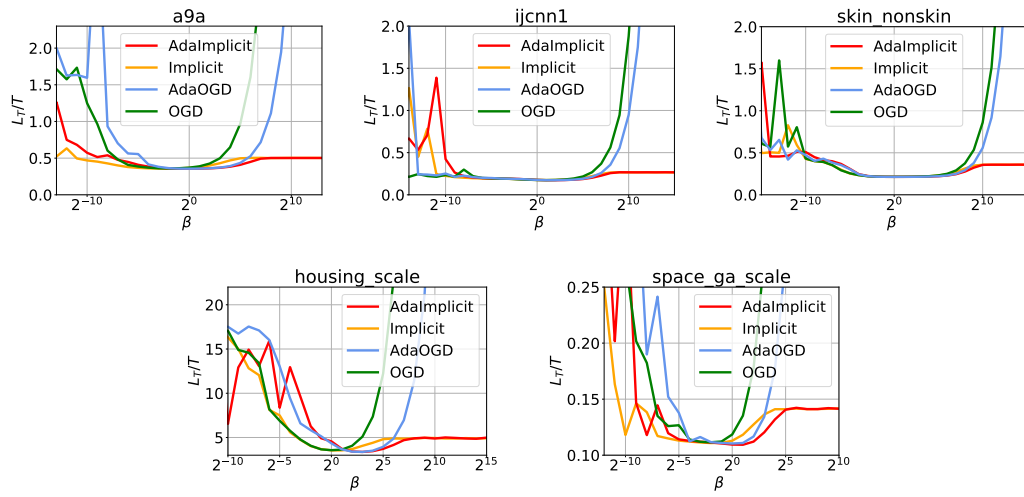 a9a
L_T/T
2.0
1.5
1.0
0.5
0.0
AdaImplicit
Implicit
AdaOGD
OGD
2^−10
2^0
2^10
β
ijcnn1
L_T/T
2.0
1.5
1.0
0.5
0.0
AdaImplicit
Implicit
AdaOGD
OGD
2^−10
2^0
2^10
β
skin_nonskin
L_T/T
2.0
1.5
1.0
0.5
0.0
AdaImplicit
Implicit
AdaOGD
OGD
2^−10
2^0
2^10
β
housing_scale
L_T/T
20
15
10
5
AdaImplicit
Implicit
AdaOGD
OGD
2^−10
2^−5
2^0
2^5
2^10
2^15
β
space_ga_scale
L_T/T
0.25
0.20
0.15
0.10
AdaImplicit
Implicit
AdaOGD
OGD
2^−10
2^−5
2^0
2^5
2^10
β